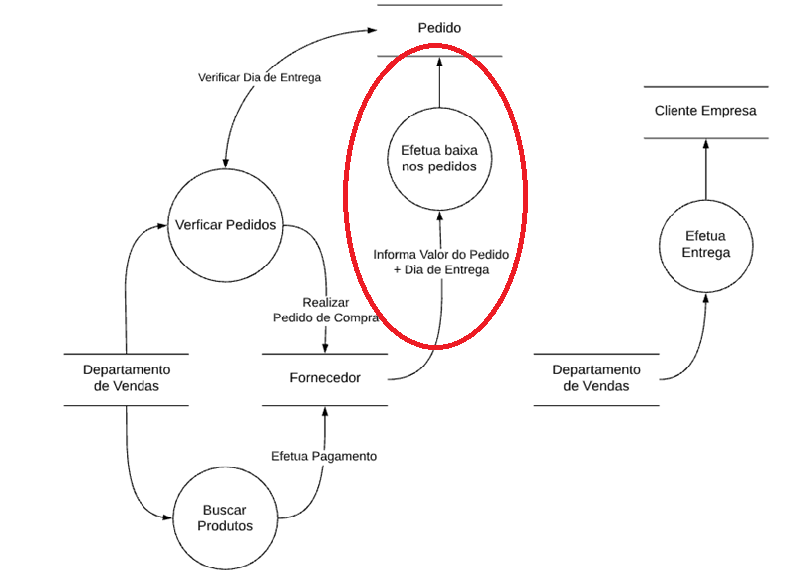 Pedido
Verificar Dia de Entrega
Cliente Empresa
Efetua baixa
nos pedidos
Verficar Pedidos
Efetua
Entrega
Informa Valor do Pedido
+ Dia de Entrega
Realizar
Pedido de Compra
Departamento
de Vendas
Fornecedor
Departamento
de Vendas
Efetua Pagamento
Buscar
Produtos